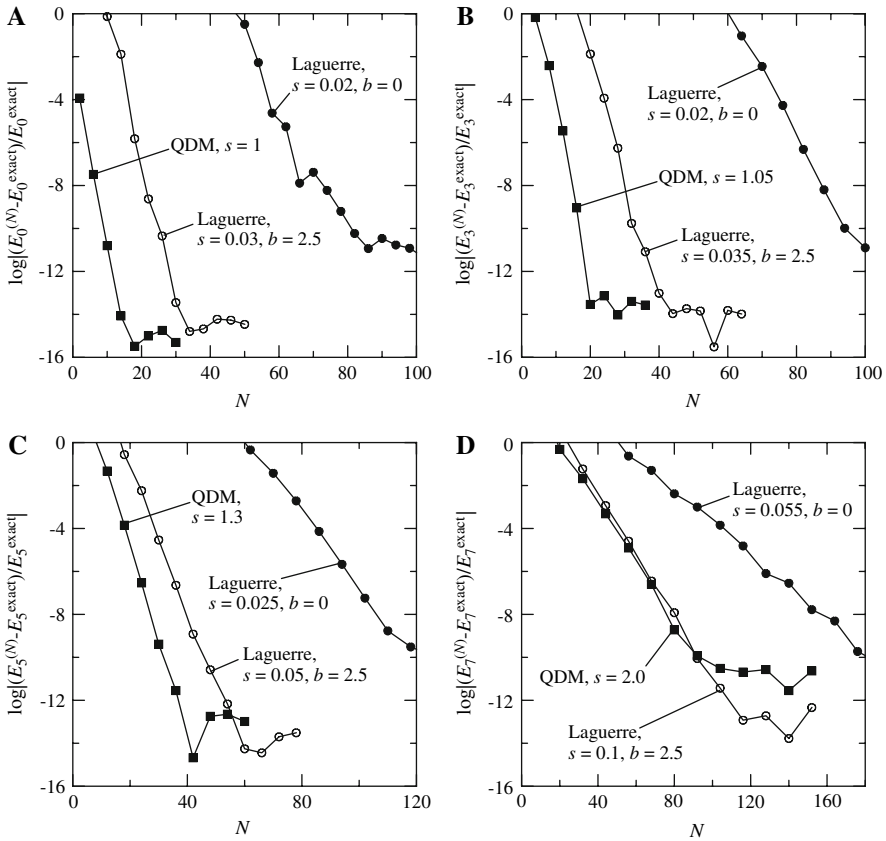 A
0
-4
-8
-12
-16
0 20 40 60 80 100
N
log|(E₀⁽ᴺ⁾-E₀ᵉˣᵃᶜᵗ)/E₀ᵉˣᵃᶜᵗ|
Laguerre,
s = 0.02, b = 0
QDM, s = 1
Laguerre,
s = 0.03, b = 2.5
B
0
-4
-8
-12
-16
0 20 40 60 80 100
N
log|(E₃⁽ᴺ⁾-E₃ᵉˣᵃᶜᵗ)/E₃ᵉˣᵃᶜᵗ|
Laguerre,
s = 0.02, b = 0
QDM, s = 1.05
Laguerre,
s = 0.035, b = 2.5
C
0
-4
-8
-12
-16
0 40 80 120
N
log|(E₅⁽ᴺ⁾-E₅ᵉˣᵃᶜᵗ)/E₅ᵉˣᵃᶜᵗ|
QDM,
s = 1.3
Laguerre,
s = 0.025, b = 0
Laguerre,
s = 0.05, b = 2.5
D
0
-4
-8
-12
-16
0 40 80 120 160
N
log|(E₇⁽ᴺ⁾-E₇ᵉˣᵃᶜᵗ)/E₇ᵉˣᵃᶜᵗ|
Laguerre,
s = 0.055, b = 0
QDM, s = 2.0
Laguerre,
s = 0.1, b = 2.5